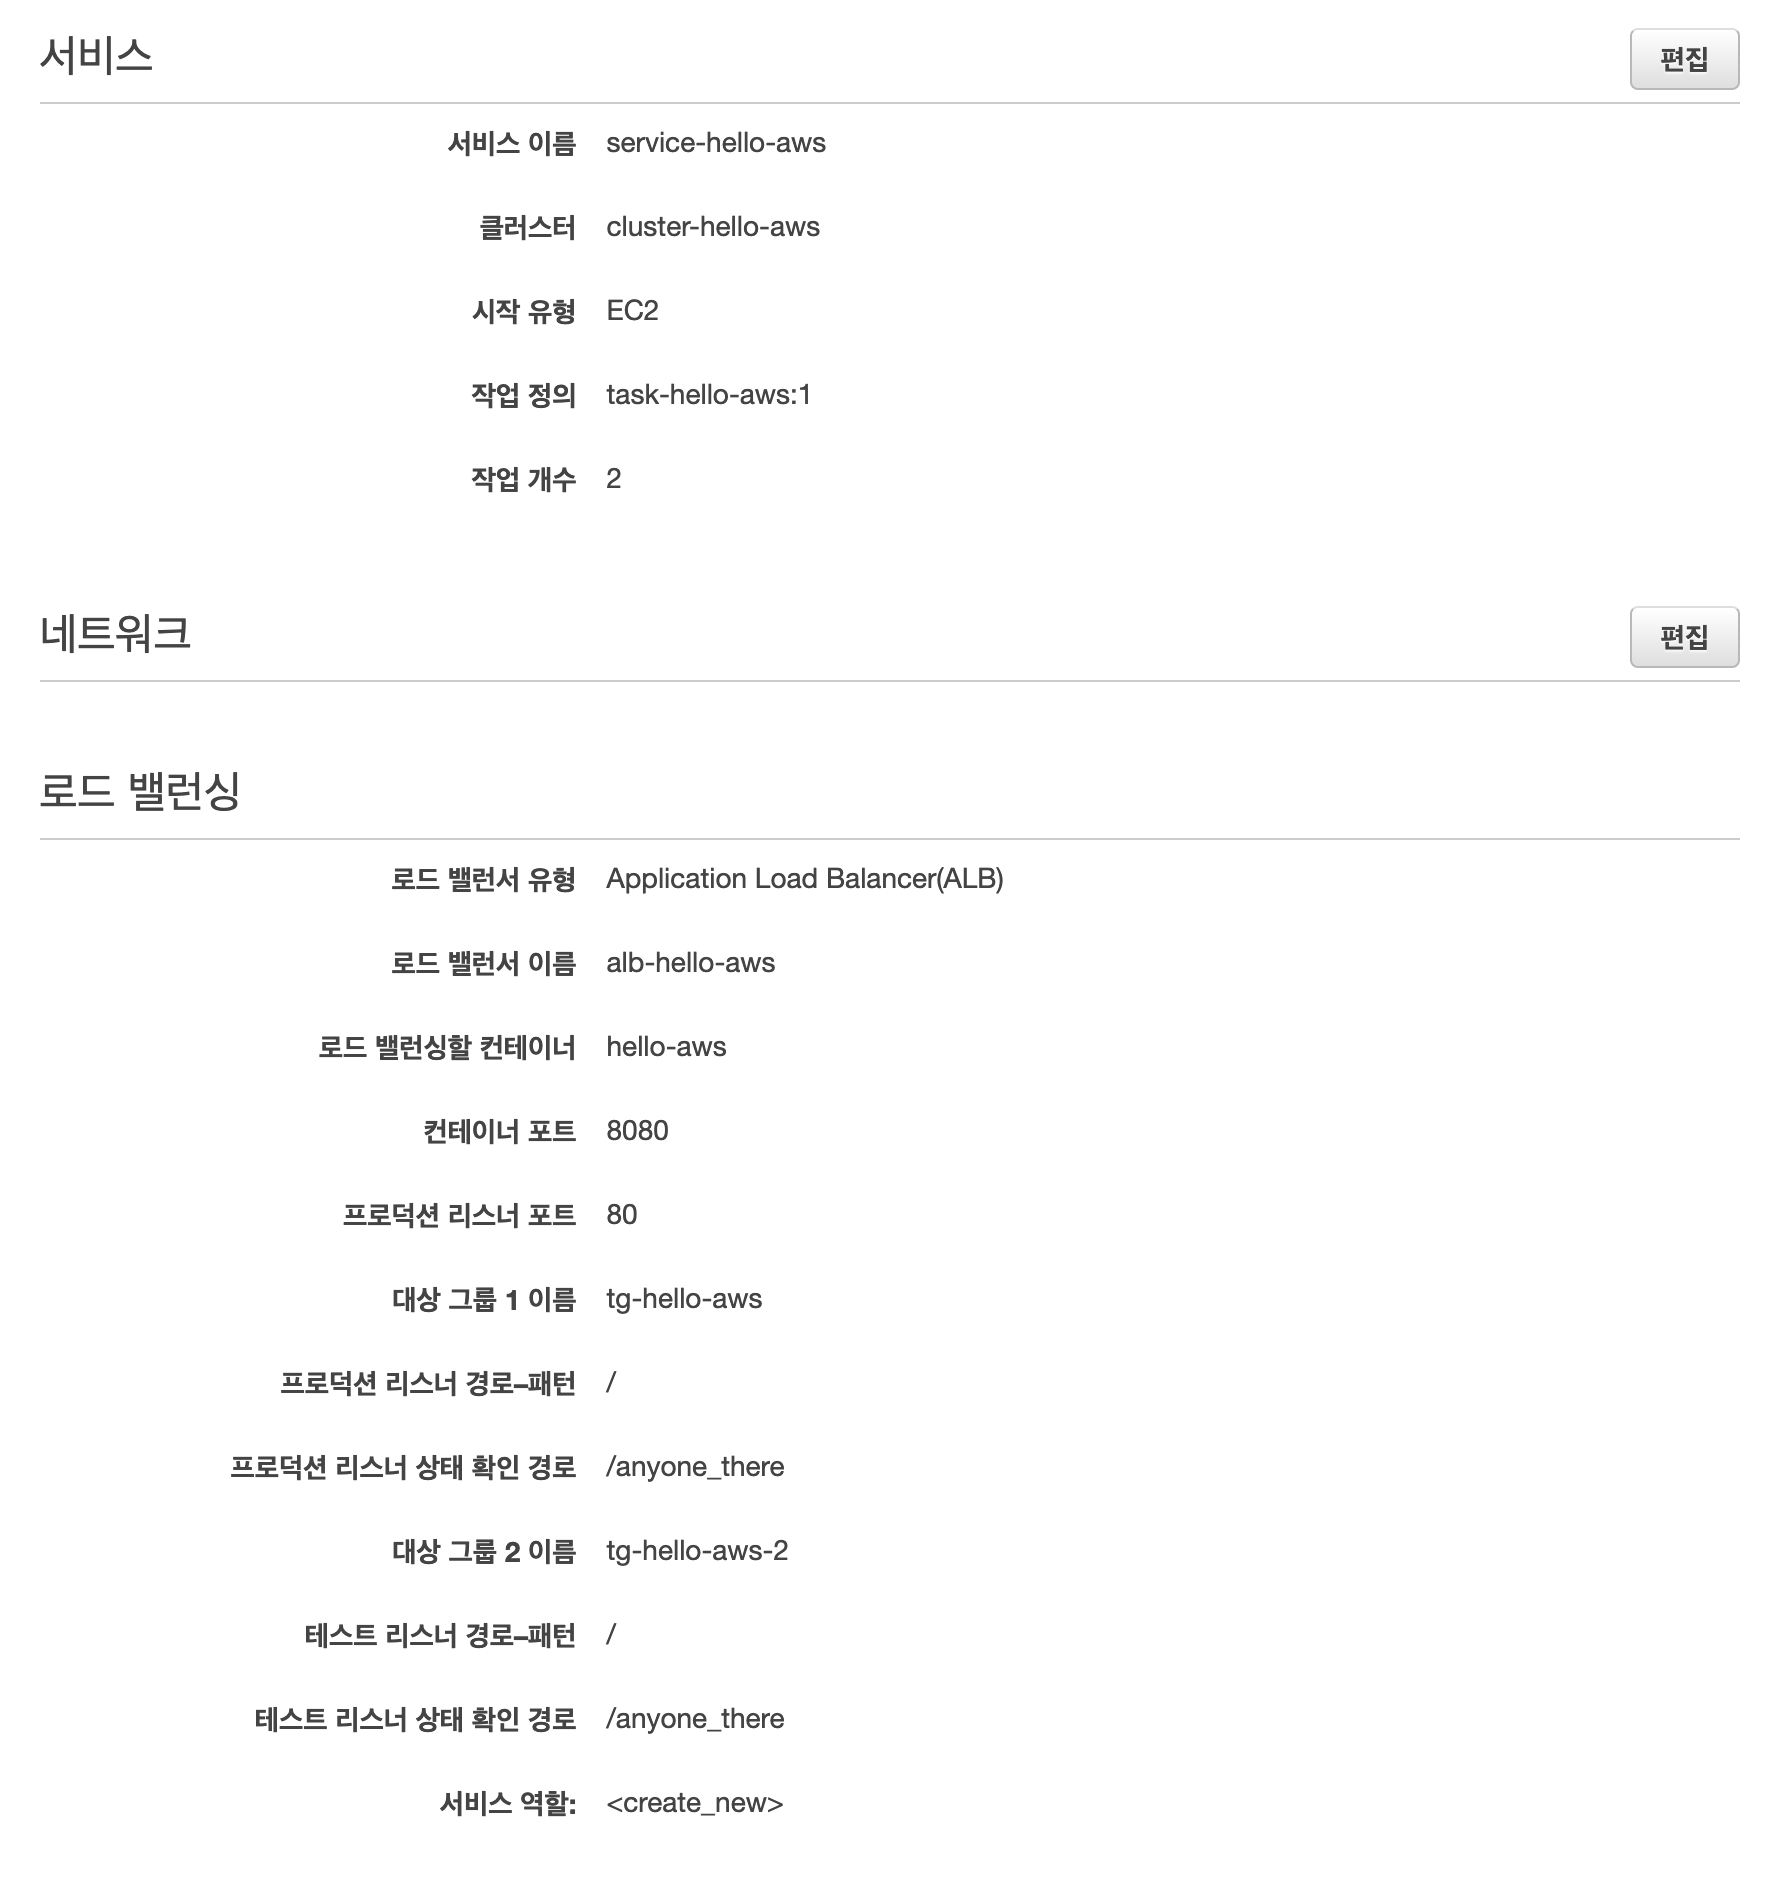 서비스
편집
서비스 이름 service-hello-aws
클러스터 cluster-hello-aws
시작 유형 EC2
작업 정의 task-hello-aws:1
작업 개수 2
네트워크
편집
로드 밸런싱
로드 밸런서 유형 Application Load Balancer(ALB)
로드 밸런서 이름 alb-hello-aws
로드 밸런싱할 컨테이너 hello-aws
컨테이너 포트 8080
프로덕션 리스너 포트 80
대상 그룹 1 이름 tg-hello-aws
프로덕션 리스너 경로–패턴 /
프로덕션 리스너 상태 확인 경로 /anyone_there
대상 그룹 2 이름 tg-hello-aws-2
테스트 리스너 경로–패턴 /
테스트 리스너 상태 확인 경로 /anyone_there
서비스 역할: <create_new>